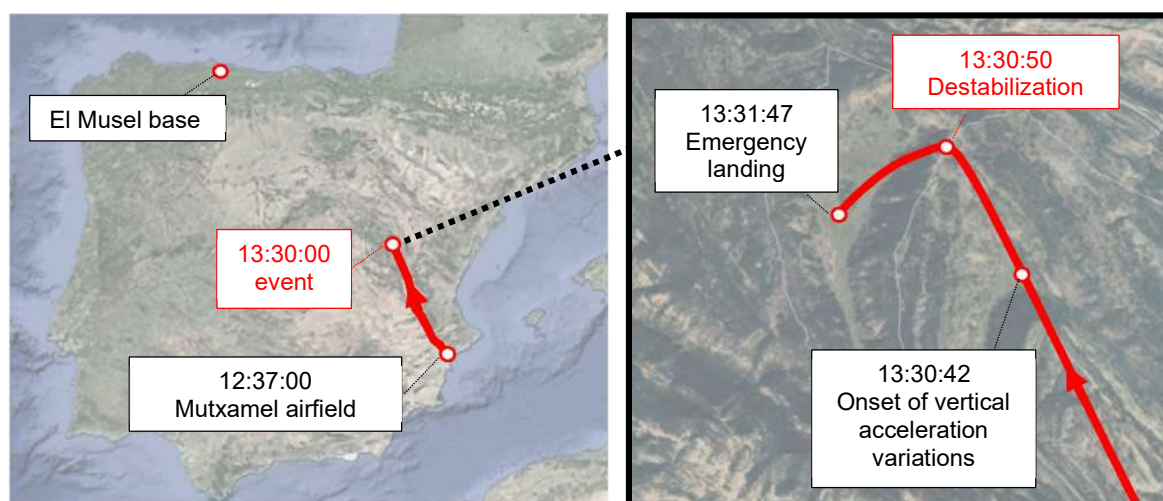 El Musel base
13:30:00
event
12:37:00
Mutxamel airfield
13:30:50
Destabilization
13:31:47
Emergency
landing
13:30:42
Onset of vertical
acceleration
variations